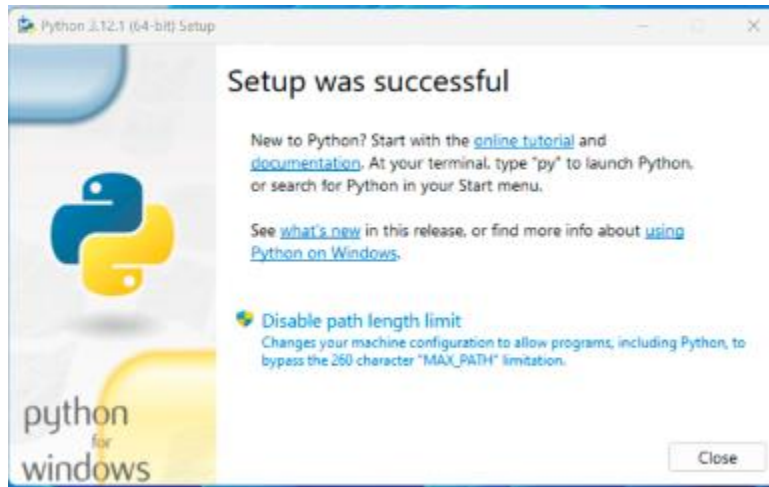 Python 3.12.1 (64-bit) Setup
Setup was successful
New to Python? Start with the online tutorial and
documentation. At your terminal, type "py" to launch Python,
or search for Python in your Start menu.
See what's new in this release, or find more info about using
Python on Windows.
Disable path length limit
Changes your machine configuration to allow programs, including Python, to
bypass the 260 character "MAX_PATH" limitation.
python
for
windows
Close